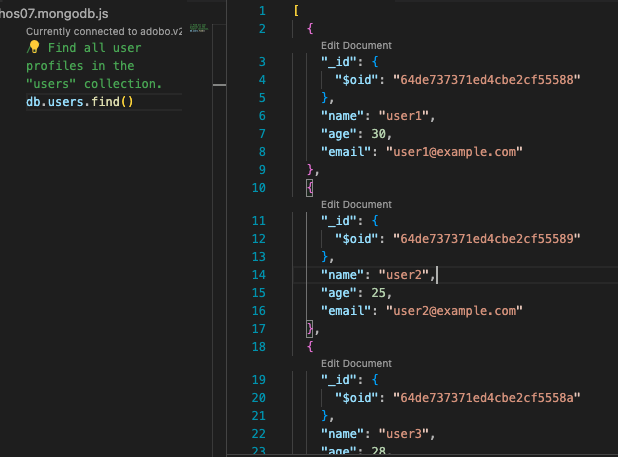 hos07.mongodb.js
Currently connected to adobo.v2
// Find all user
profiles in the
"users" collection.
db.users.find()
1 [
2 {
Edit Document
3 "_id": {
4 "$oid": "64de737371ed4cbe2cf55588"
5 },
6 "name": "user1",
7 "age": 30,
8 "email": "user1@example.com"
9 },
10 {
Edit Document
11 "_id": {
12 "$oid": "64de737371ed4cbe2cf55589"
13 },
14 "name": "user2",
15 "age": 25,
16 "email": "user2@example.com"
17 },
18 {
Edit Document
19 "_id": {
20 "$oid": "64de737371ed4cbe2cf5558a"
21 },
22 "name": "user3",
23 "age": 28,